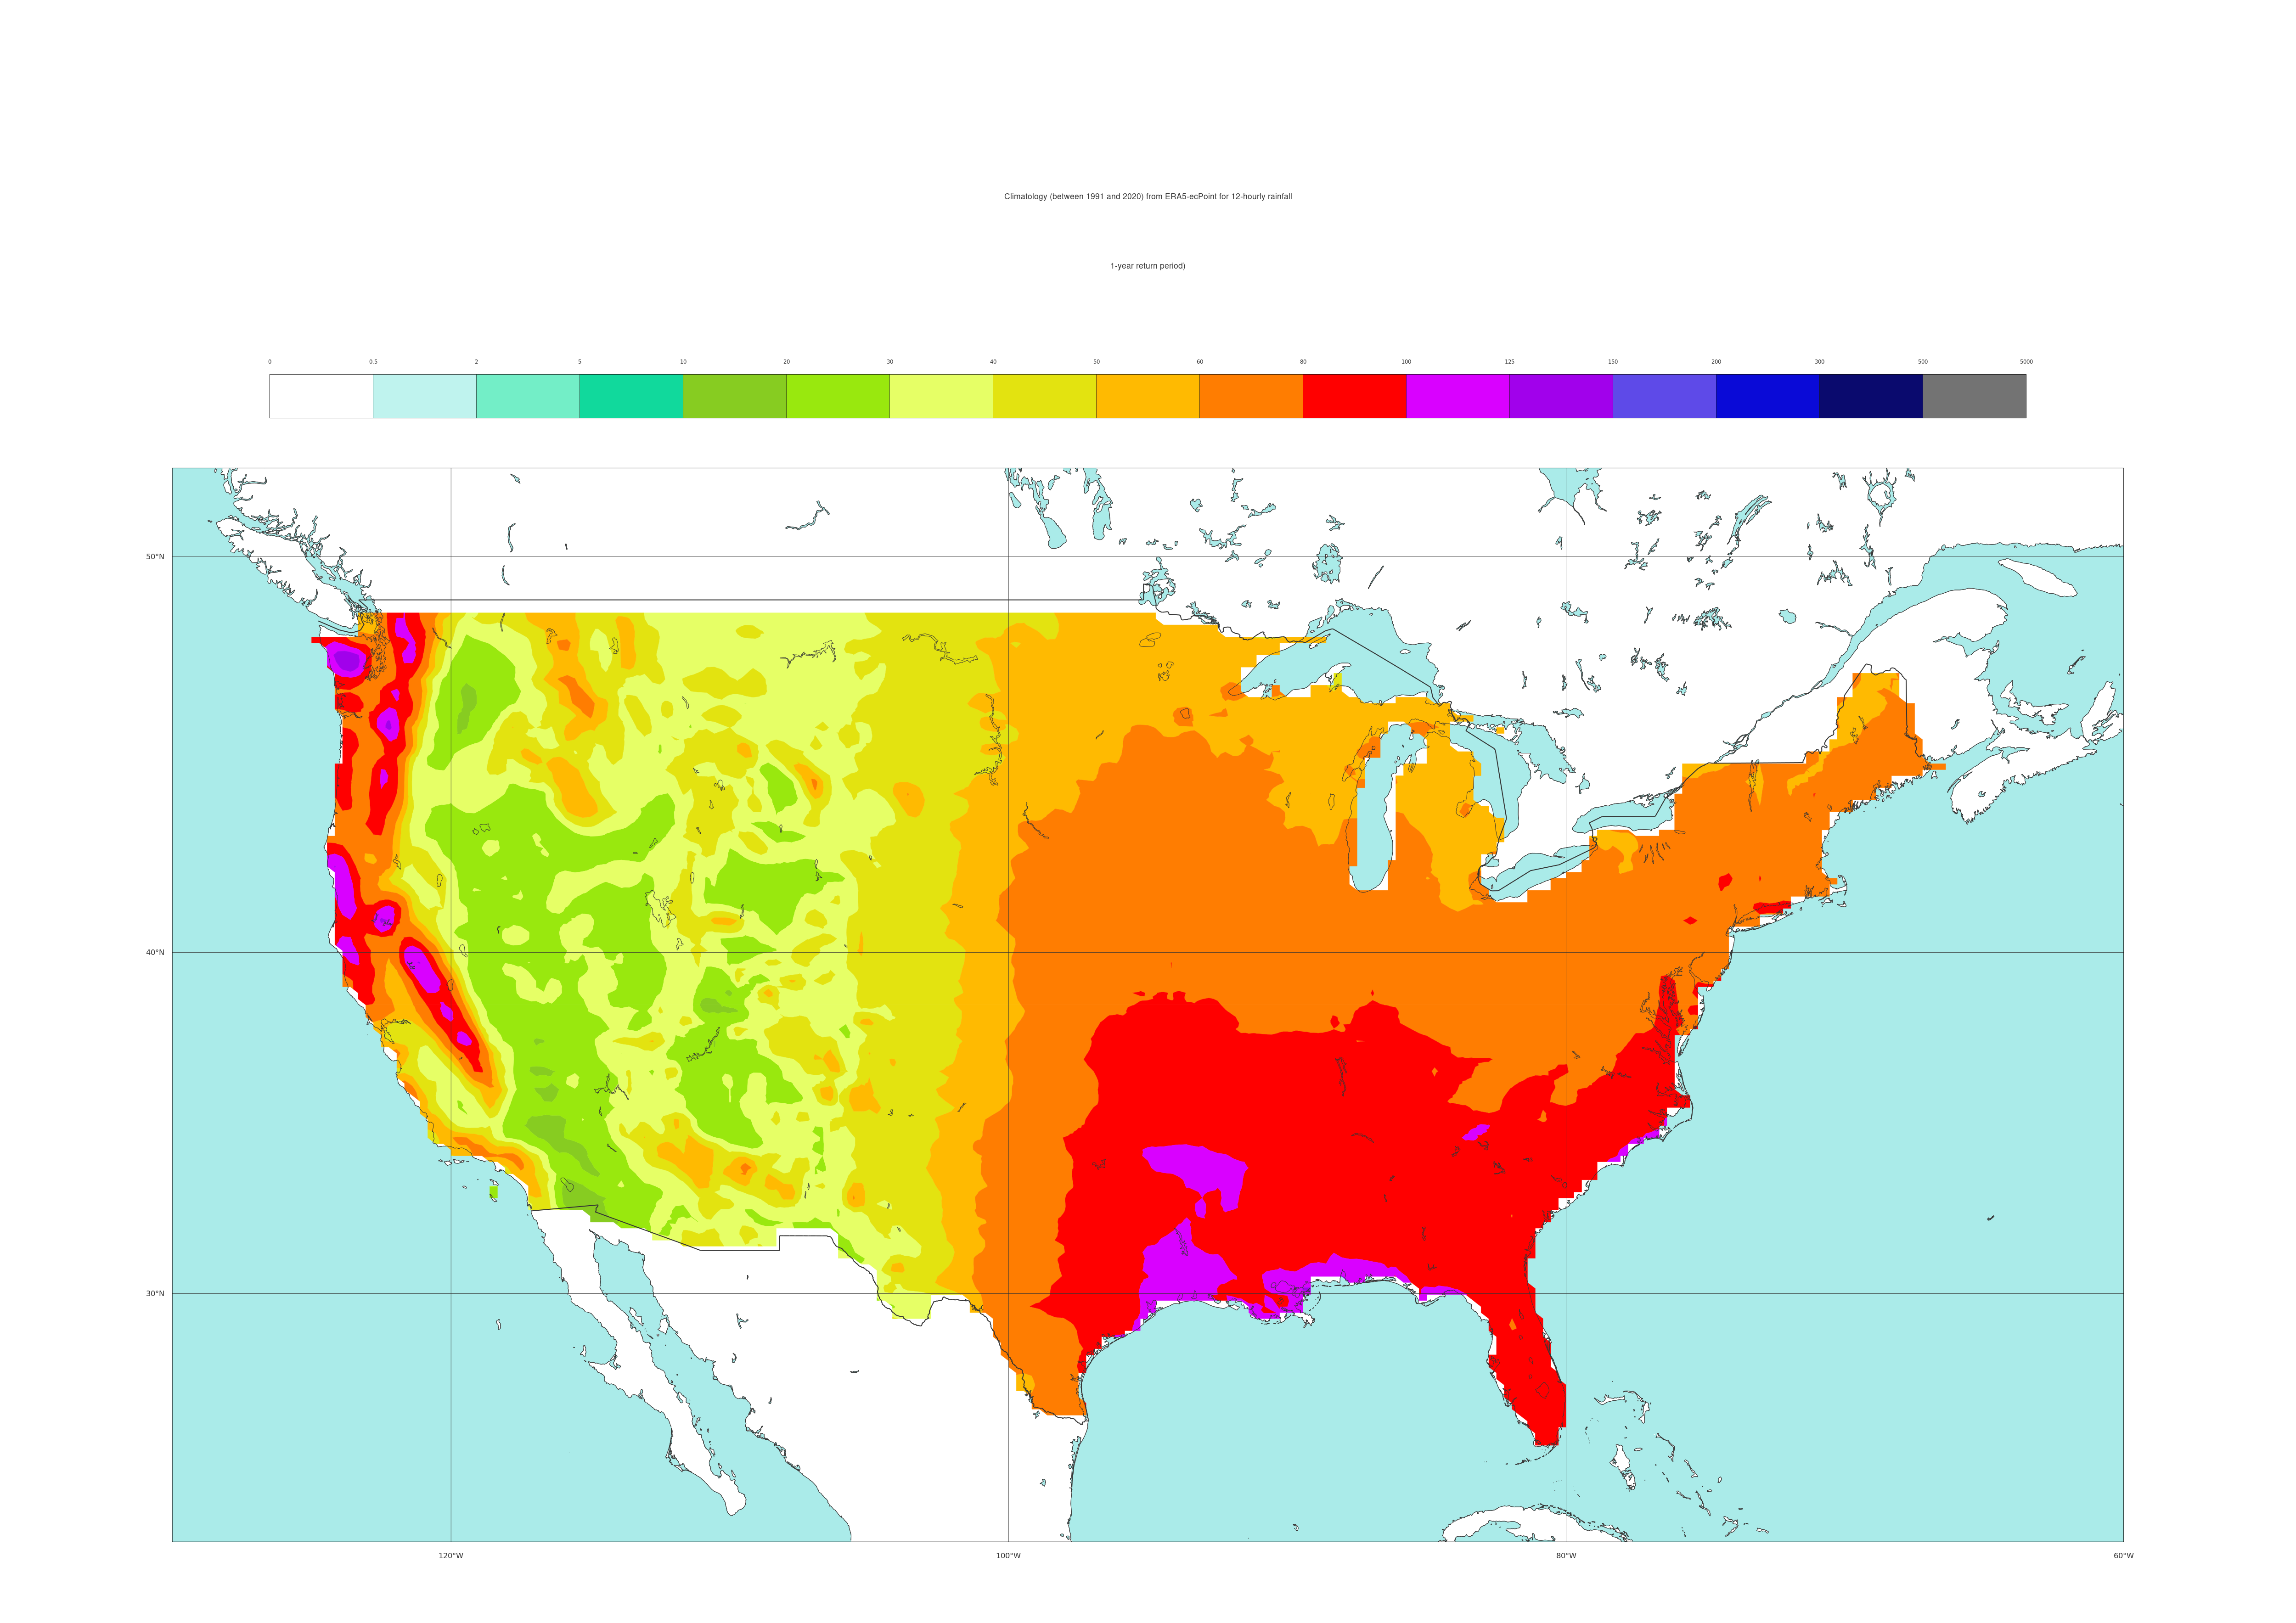 Climatology (between 1991 and 2020) from ERA5-ecPoint for 12-hourly rainfall
1-year return period)
0 0.5 2 5 10 20 30 40 50 60 80 100 125 150 200 300 500 5000
50°N
40°N
30°N
120°W 100°W 80°W 60°W